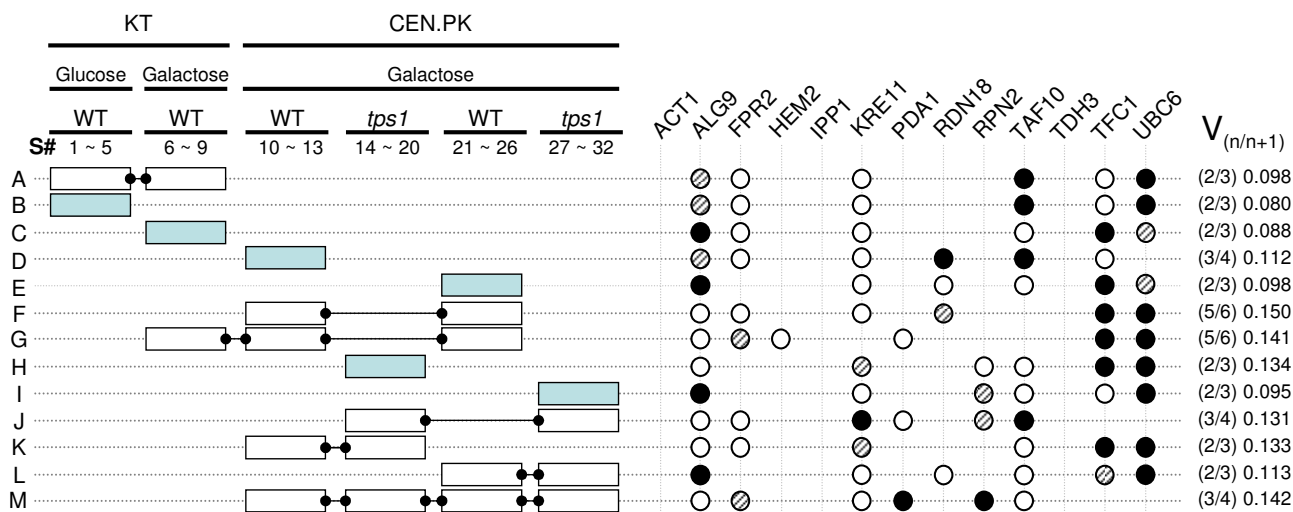 KT CEN.PK
Glucose Galactose Galactose
WT WT WT tps1 WT tps1
S# 1 ~ 5 6 ~ 9 10 ~ 13 14 ~ 20 21 ~ 26 27 ~ 32
ACT1 ALG9 FPR2 HEM2 IPP1 KRE11 PDA1 RDN18 RPN2 TAF10 TDH3 TFC1 UBC6 V(n/n+1)
A (2/3) 0.098
B (2/3) 0.080
C (2/3) 0.088
D (3/4) 0.112
E (2/3) 0.098
F (5/6) 0.150
G (5/6) 0.141
H (2/3) 0.134
I (2/3) 0.095
J (3/4) 0.131
K (2/3) 0.133
L (2/3) 0.113
M (3/4) 0.142